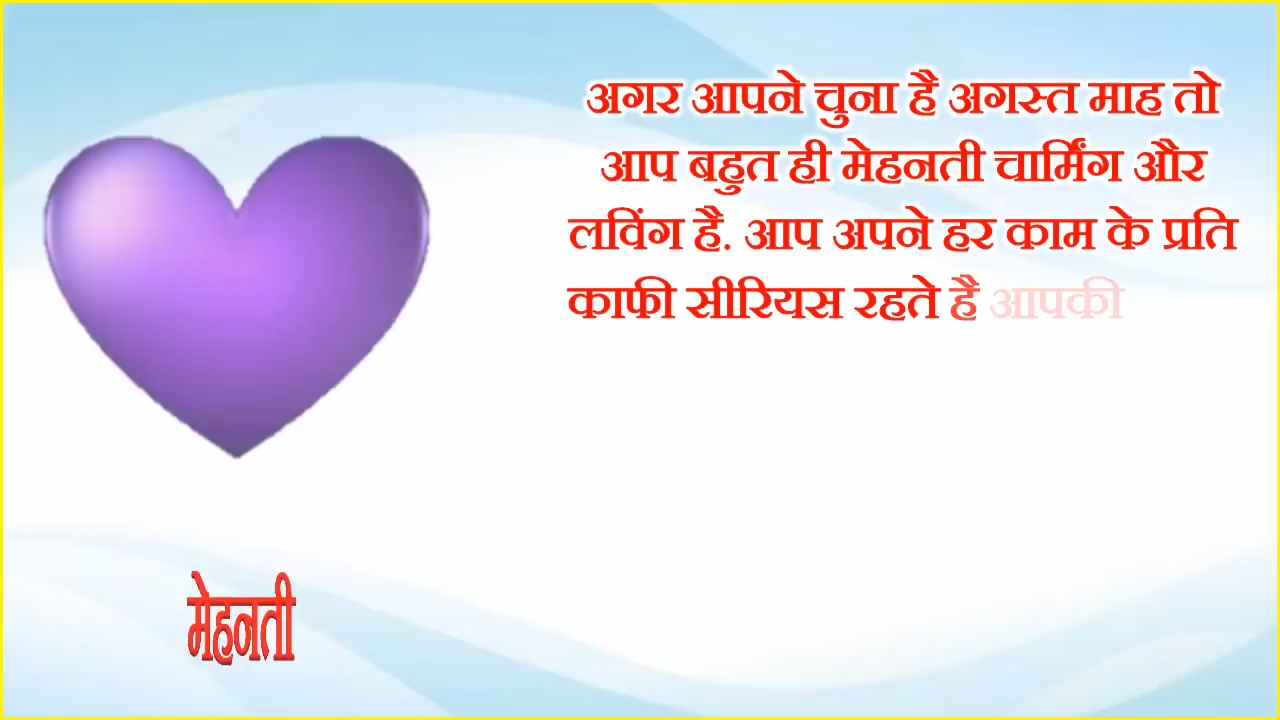 अगर आपने चुना है अगस्त माह तो
आप बहुत ही मेहनती चार्मिंग और
लविंग है. आप अपने हर काम के प्रति
काफी सीरियस रहते है आपकी
मेहनती